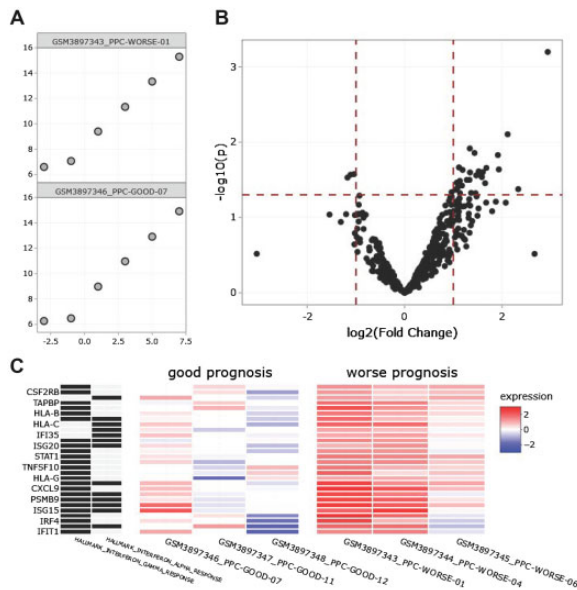 A
GSM3897343_PPC-WORSE-01
16
14
12
10
8
6
GSM3897346_PPC-GOOD-07
16
14
12
10
8
6
-2.5 0.0 2.5 5.0 7.5
B
-log10(p)
3
2
1
0
-2 0 2
log2(Fold Change)
C
good prognosis worse prognosis
CSF2RB
TAPBP
HLA-B
HLA-C
IFI35
ISG20
STAT1
TNFSF10
HLA-G
CXCL9
PSMB9
ISG15
IRF4
IFIT1
expression
2
0
-2
HALLMARK_INTERFERON_GAMMA_RESPONSE
HALLMARK_INTERFERON_ALPHA_RESPONSE
GSM3897346_PPC-GOOD-07
GSM3897347_PPC-GOOD-11
GSM3897348_PPC-GOOD-12
GSM3897343_PPC-WORSE-01
GSM3897344_PPC-WORSE-04
GSM3897345_PPC-WORSE-06